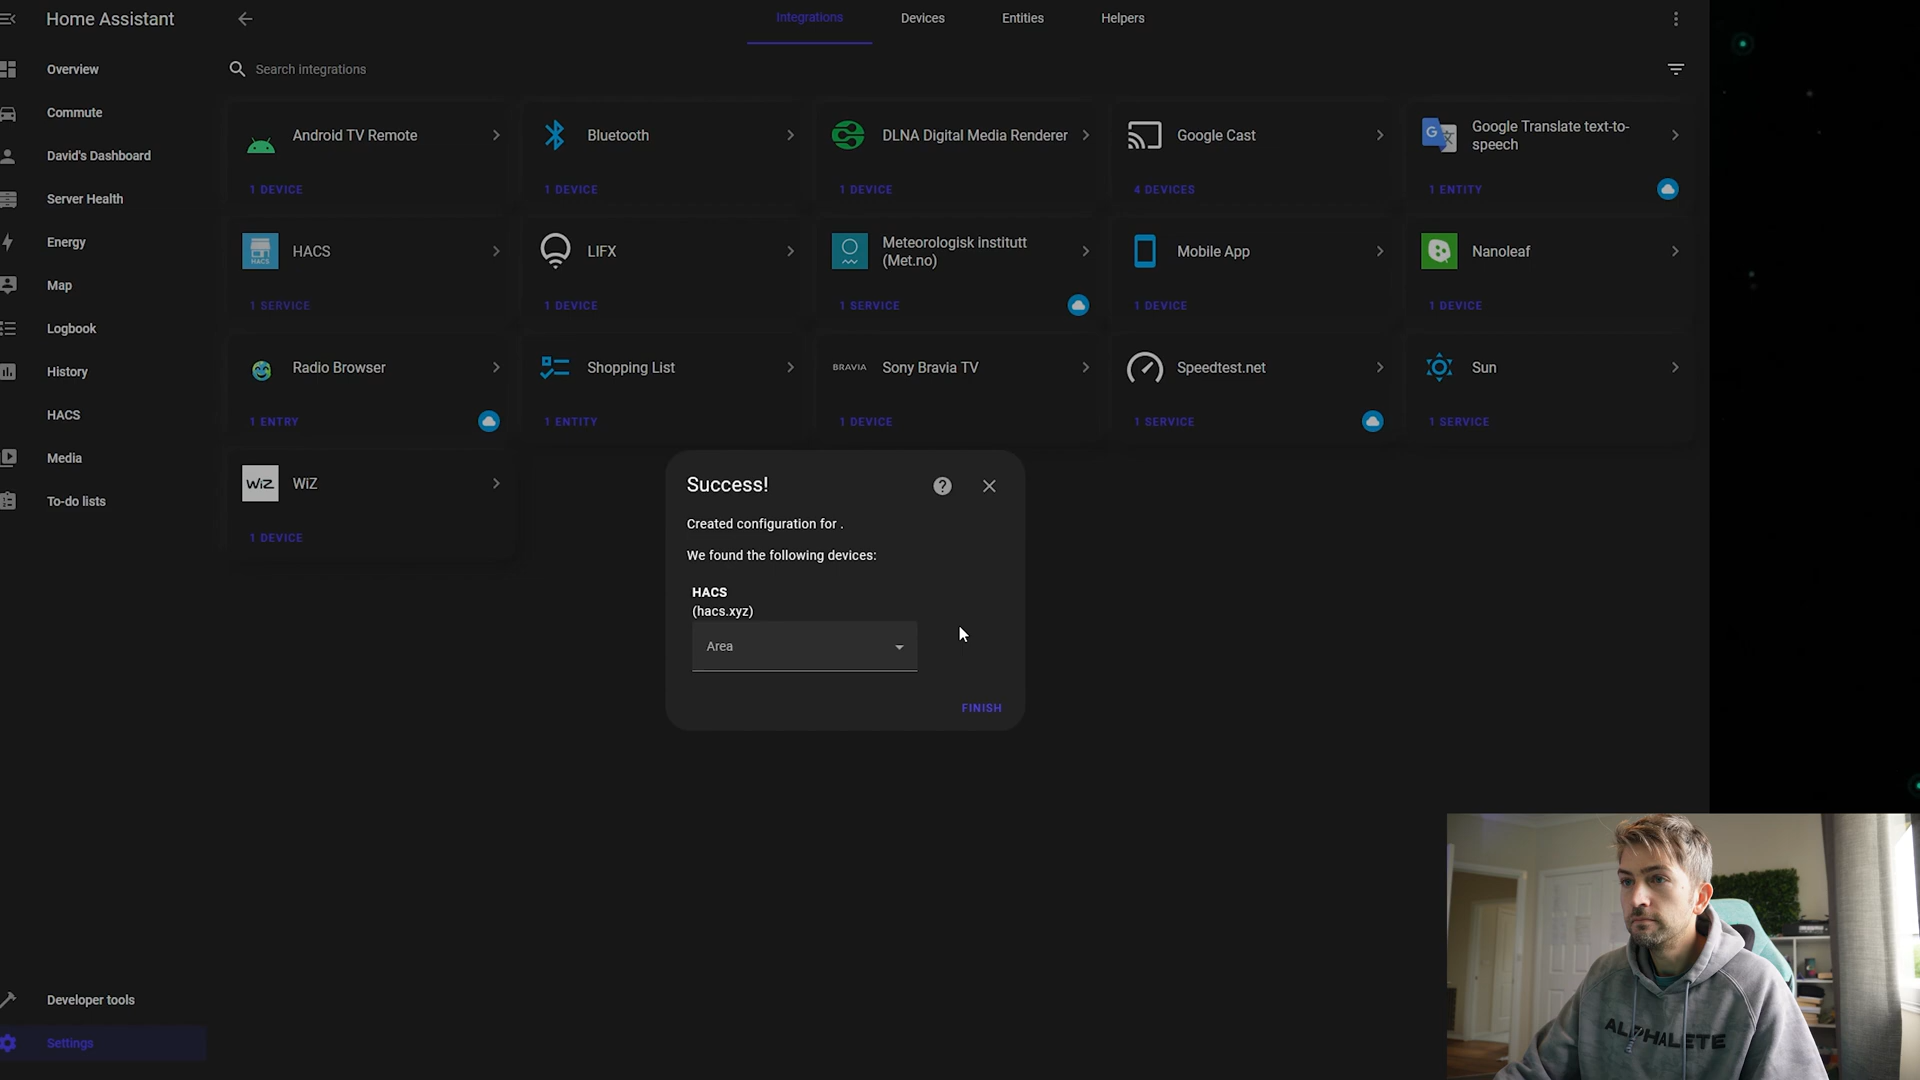 Home Assistant
Integrations
Devices
Entities
Helpers
Overview
Commute
David's Dashboard
Server Health
Energy
Map
Logbook
History
HACS
Media
To-do lists
Developer tools
Settings
Search integrations
Android TV Remote
1 DEVICE
Bluetooth
1 DEVICE
DLNA Digital Media Renderer
1 DEVICE
Google Cast
4 DEVICES
G
文
Google Translate text-to-
speech
1 ENTITY
HACS
HACS
1 SERVICE
LIFX
1 DEVICE
Meteorologisk institutt
(Met.no)
1 SERVICE
Mobile App
1 DEVICE
Nanoleaf
1 DEVICE
Radio Browser
1 ENTRY
Shopping List
1 ENTITY
BRAVIA
Sony Bravia TV
1 DEVICE
Speedtest.net
1 SERVICE
Sun
1 SERVICE
WiZ
WiZ
1 DEVICE
Success!
?
Created configuration for .
We found the following devices:
HACS
(hacs.xyz)
Area
FINISH
ALPHALETE